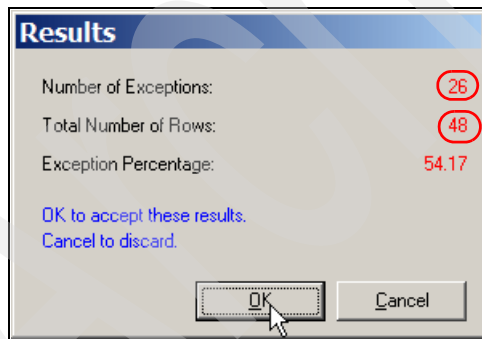 Results
Number of Exceptions: 26
Total Number of Rows: 48
Exception Percentage: 54.17
OK to accept these results.
Cancel to discard.
OK Cancel